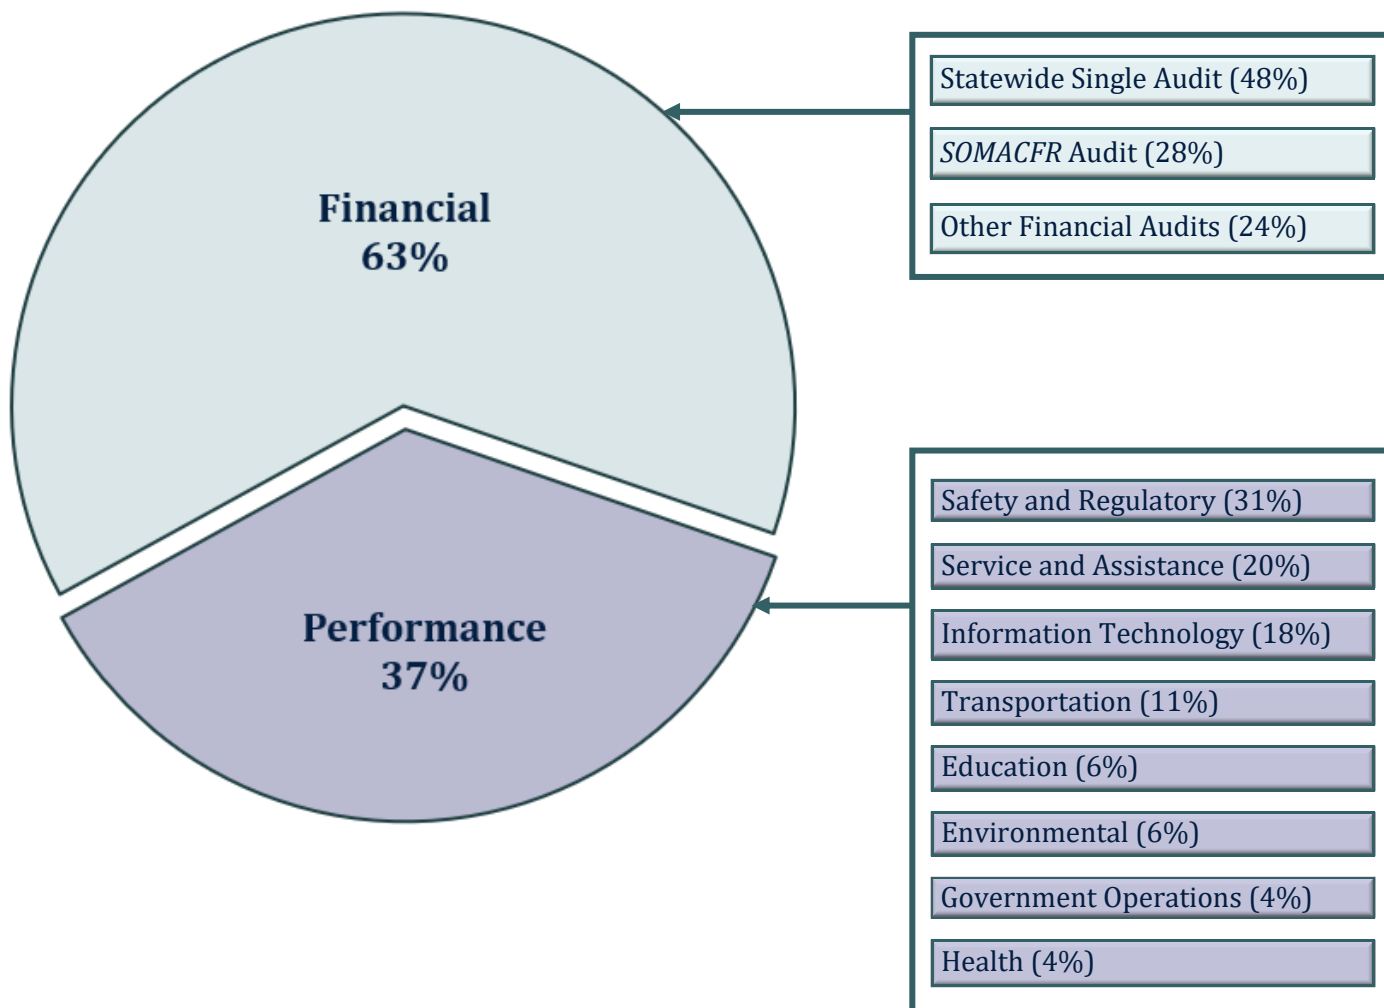 Financial
63%
Statewide Single Audit (48%)
SOMACFR Audit (28%)
Other Financial Audits (24%)
Performance
37%
Safety and Regulatory (31%)
Service and Assistance (20%)
Information Technology (18%)
Transportation (11%)
Education (6%)
Environmental (6%)
Government Operations (4%)
Health (4%)